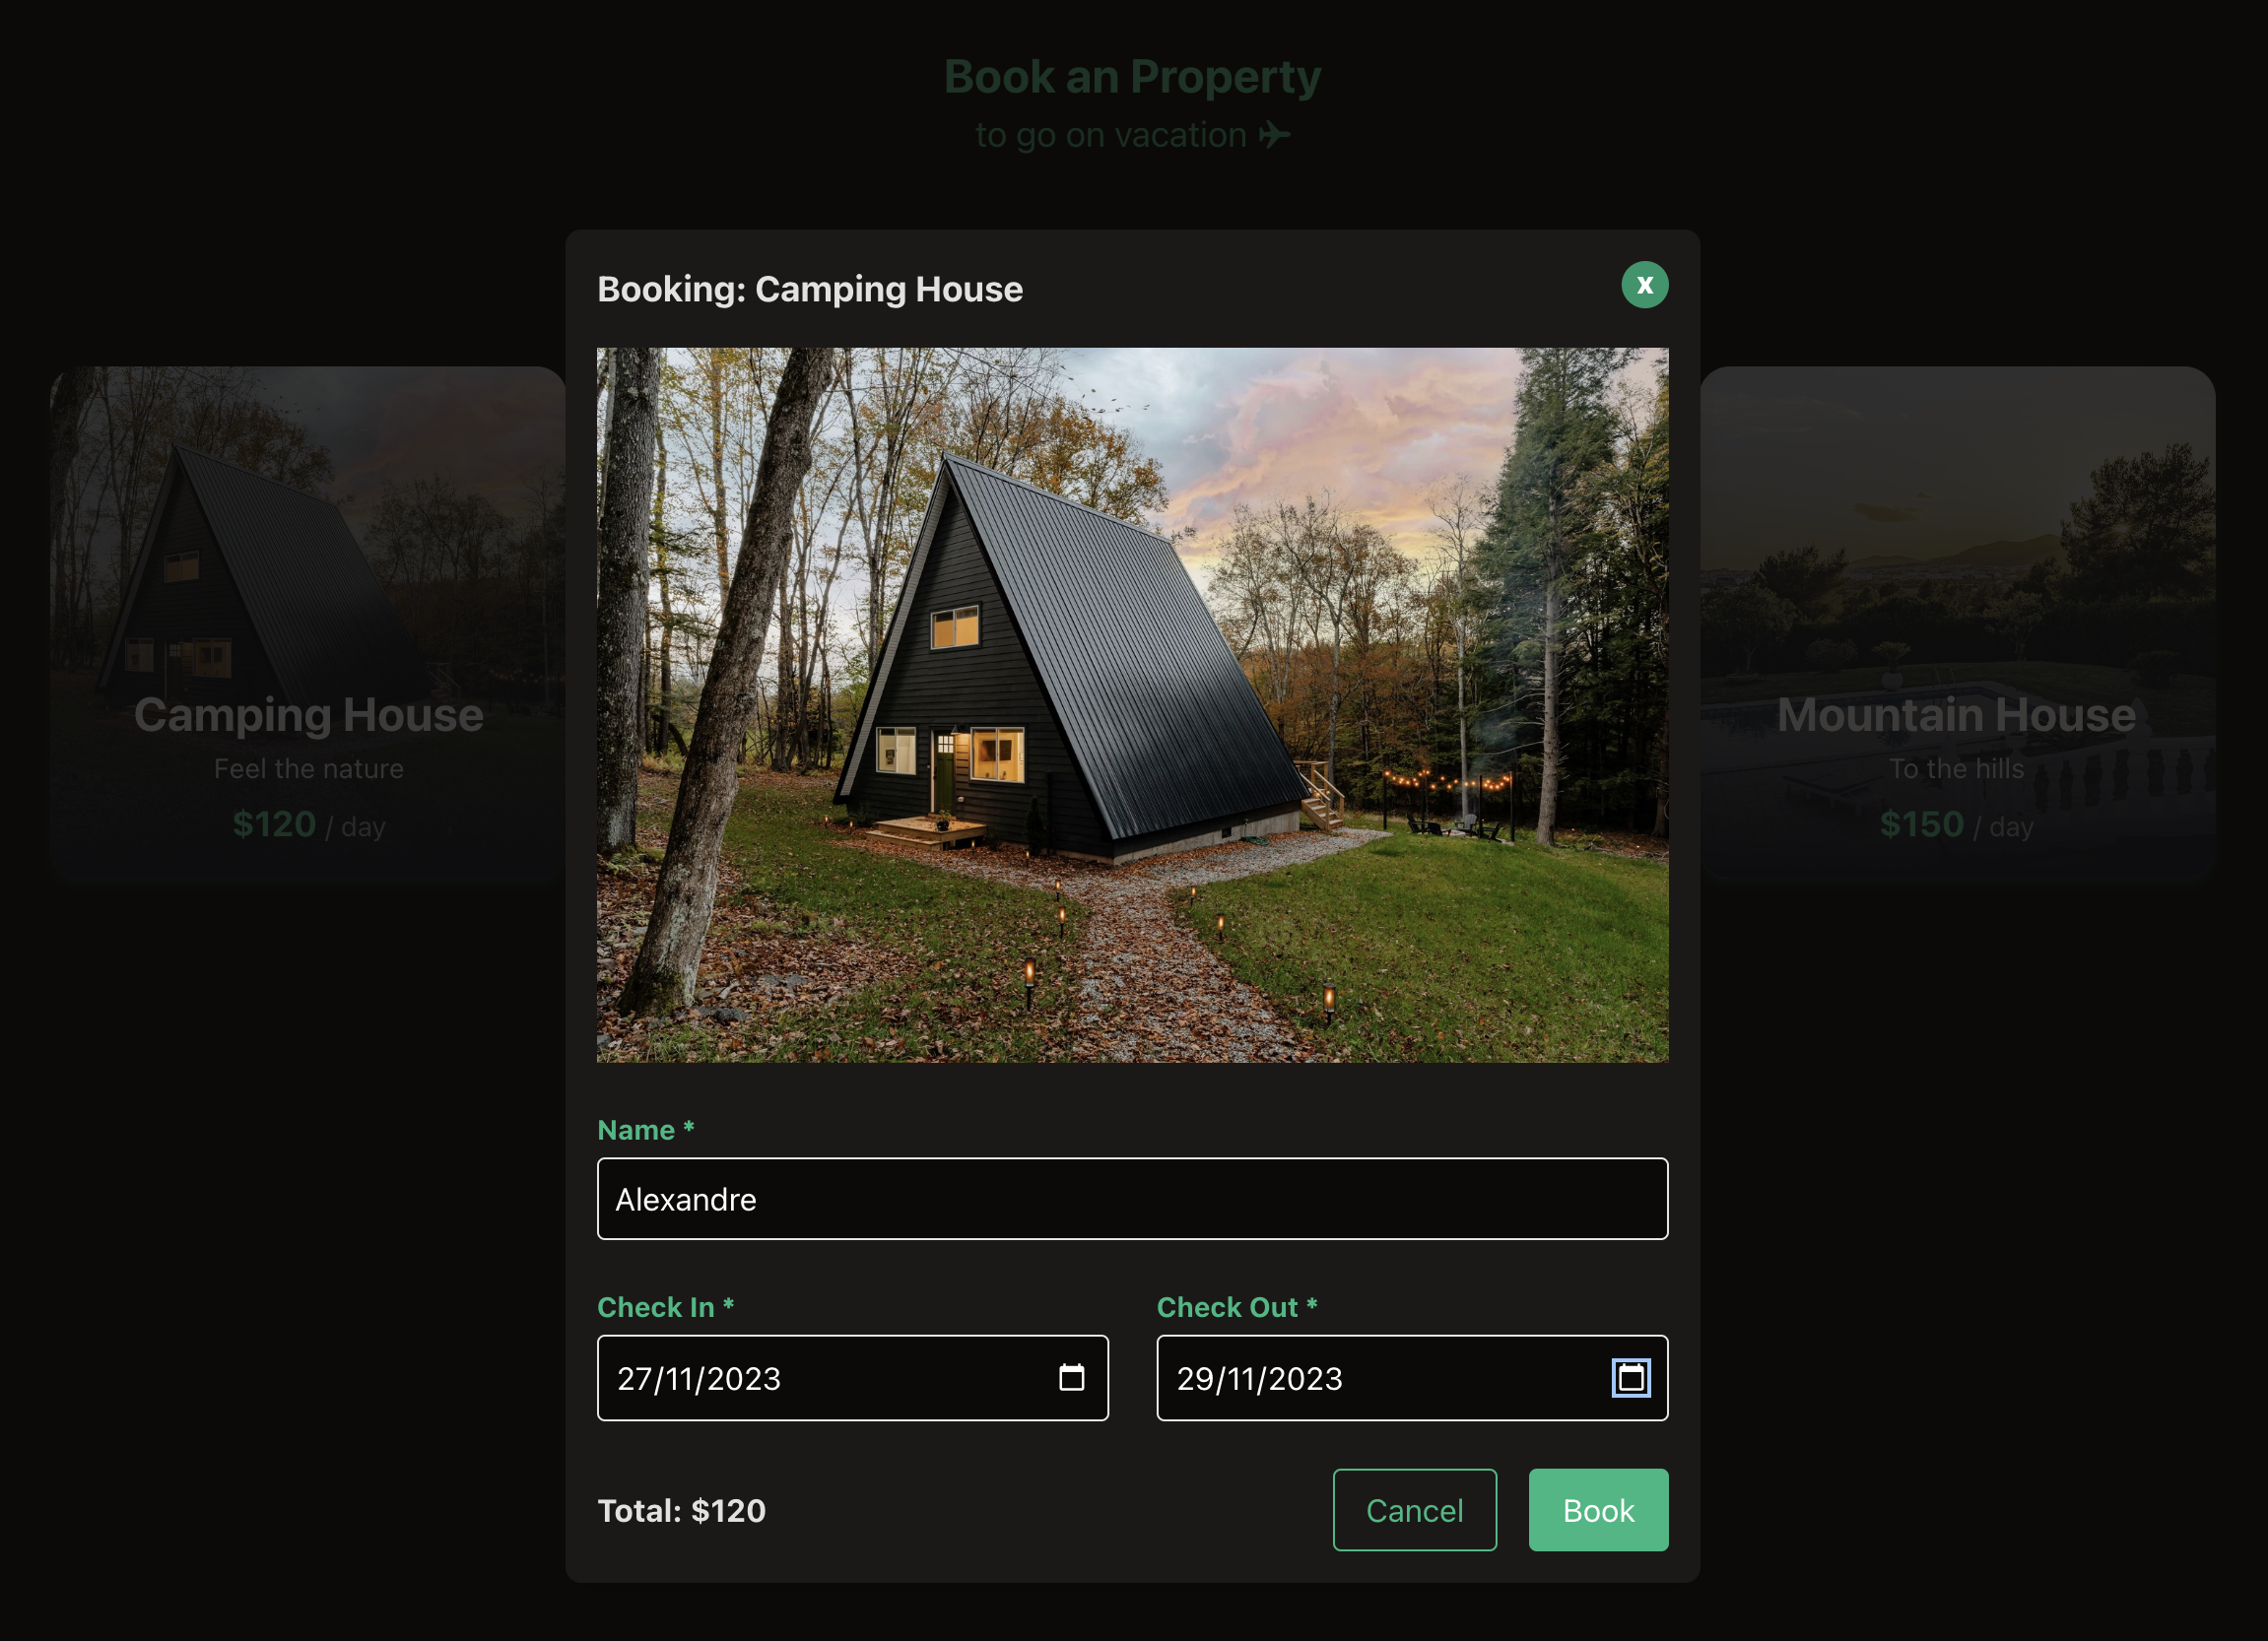 Book an Property
to go on vacation
Booking: Camping House
X
Camping House
Feel the nature
$120 / day
Mountain House
To the hills
$150 / day
Name *
Alexandre
Check In *
Check Out *
27/11/2023
29/11/2023
Total: $120
Cancel
Book